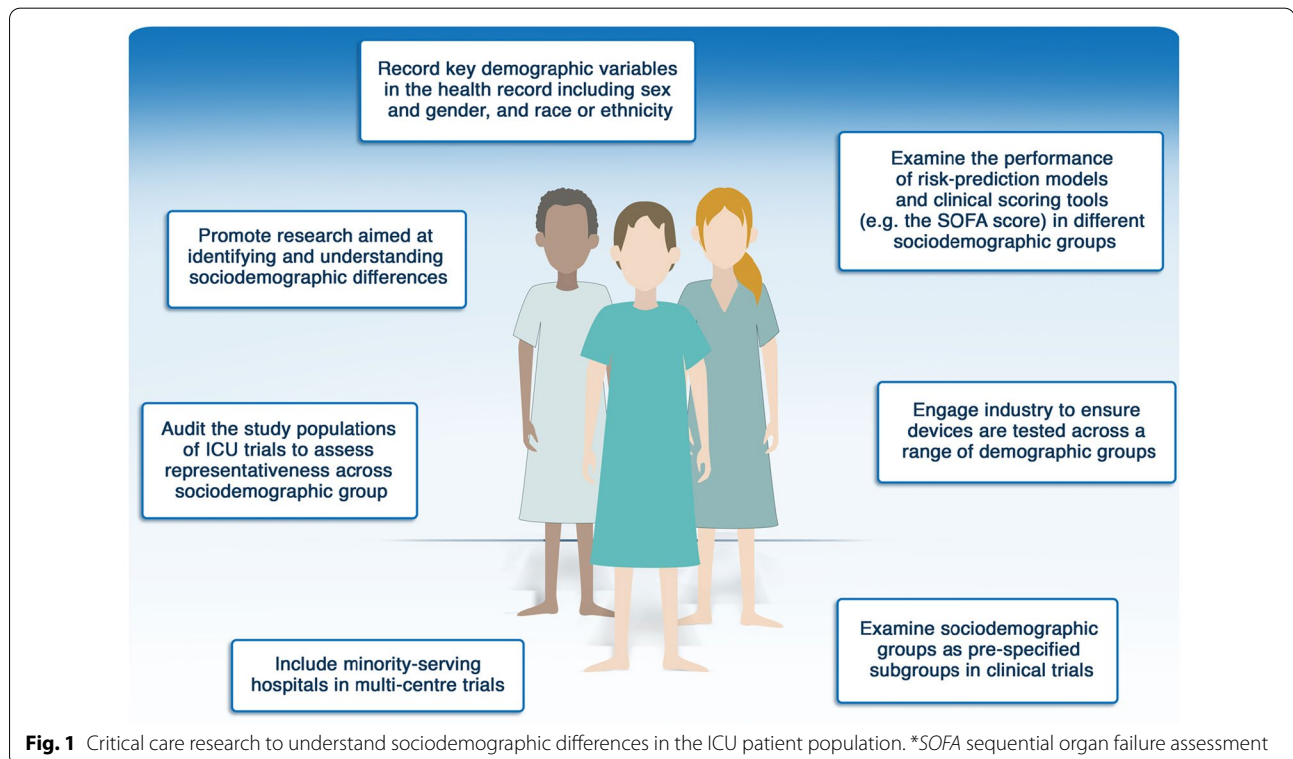 Record key demographic variables
in the health record including sex
and gender, and race or ethnicity
Examine the performance
of risk-prediction models
and clinical scoring tools
(e.g. the SOFA score) in different
sociodemographic groups
Promote research aimed at
identifying and understanding
sociodemographic differences
Engage industry to ensure
devices are tested across a
range of demographic groups
Audit the study populations
of ICU trials to assess
representativeness across
sociodemographic group
Examine sociodemographic
groups as pre-specified
subgroups in clinical trials
Include minority-serving
hospitals in multi-centre trials
Fig. 1 Critical care research to understand sociodemographic differences in the ICU patient population. *SOFA sequential organ failure assessment